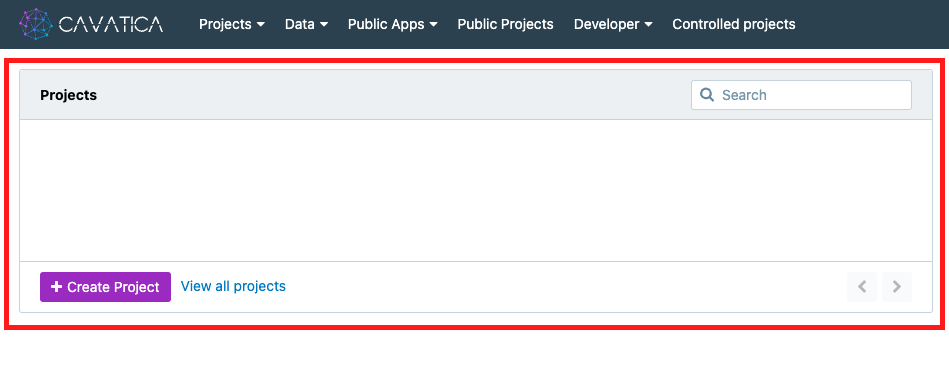 CAVATICA Projects Data Public Apps Public Projects Developer Controlled projects
Projects Search
+ Create Project View all projects